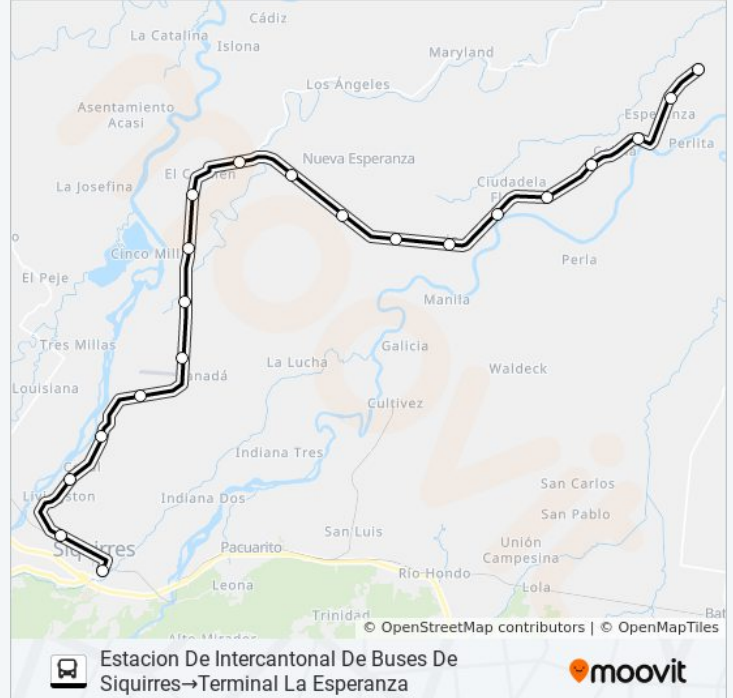 Cádiz
La Catalina
Islona
Maryland
Los Ángeles
Asentamiento
Acasi
Perlita
Nueva Esperanza
La Josefina
Ciudadela
Cinco Mill
Perla
El Peje
Manila
Tres Millas
Galicia
La Lucha
Waldeck
Louisiana
Cultivez
Indiana Tres
San Carlos
Indiana Dos
San Pablo
San Luis
Unión
Campesina
Siquirres
Pacuarito
Río Hondo
Leona
Lola
Trinidad
Alto Mirador
© OpenStreetMap contributors | © OpenMapTiles
Estacion De Intercantonal De Buses De
Siquirres→Terminal La Esperanza
moovit